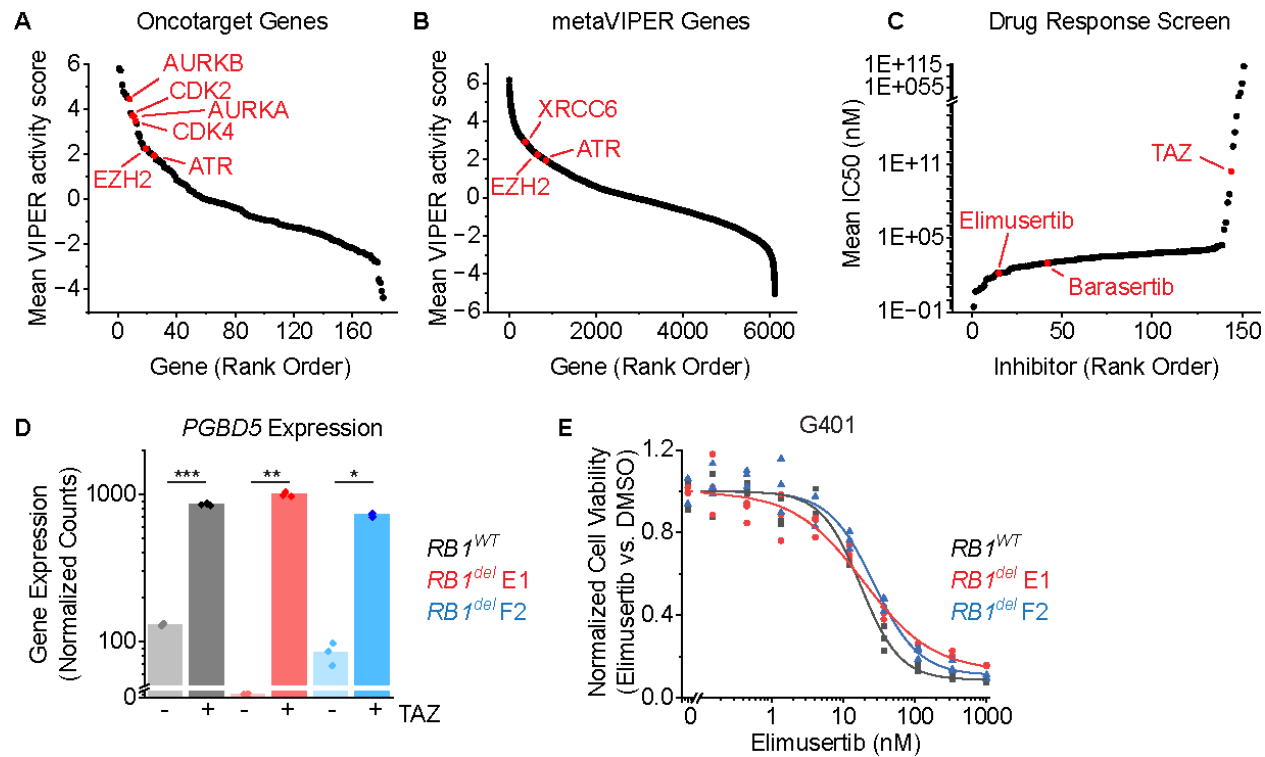 A Oncotarget Genes
Mean VIPER activity score
6
4
2
0
−2
−4
AURKB
CDK2
AURKA
CDK4
ATR
EZH2
0 40 80 120 160
Gene (Rank Order)
B metaVIPER Genes
Mean VIPER activity score
6
4
2
0
−2
−4
−6
XRCC6
ATR
EZH2
0 2000 4000 6000
Gene (Rank Order)
C Drug Response Screen
Mean IC50 (nM)
1E+115
1E+055
1E+11
1E+05
1E−01
TAZ
Elimusertib
Barasertib
0 50 100 150
Inhibitor (Rank Order)
D PGBD5 Expression
Gene Expression
(Normalized Counts)
1000
100
0
*** ** *
- + - + - + TAZ
RB1WT
RB1del E1
RB1del F2
E G401
Normalized Cell Viability
(Elimusertib vs. DMSO)
1.2
0.8
0.4
0.0
0 1 10 100 1000
Elimusertib (nM)
RB1WT
RB1del E1
RB1del F2